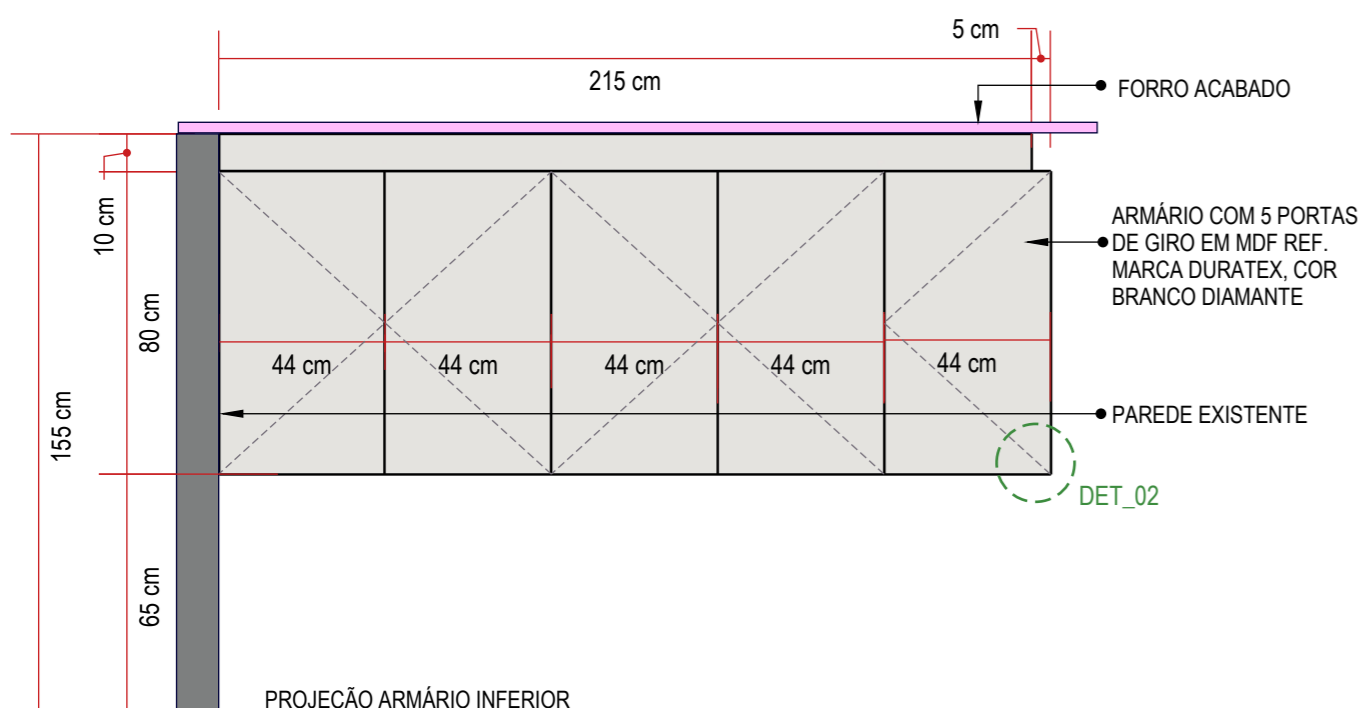 5 cm
215 cm
FORRO ACABADO
10 cm
ARMÁRIO COM 5 PORTAS
DE GIRO EM MDF REF.
MARCA DURATEX, COR
BRANCO DIAMANTE
80 cm
44 cm
44 cm
44 cm
44 cm
44 cm
155 cm
PAREDE EXISTENTE
DET_02
65 cm
PROJEÇÃO ARMÁRIO INFERIOR